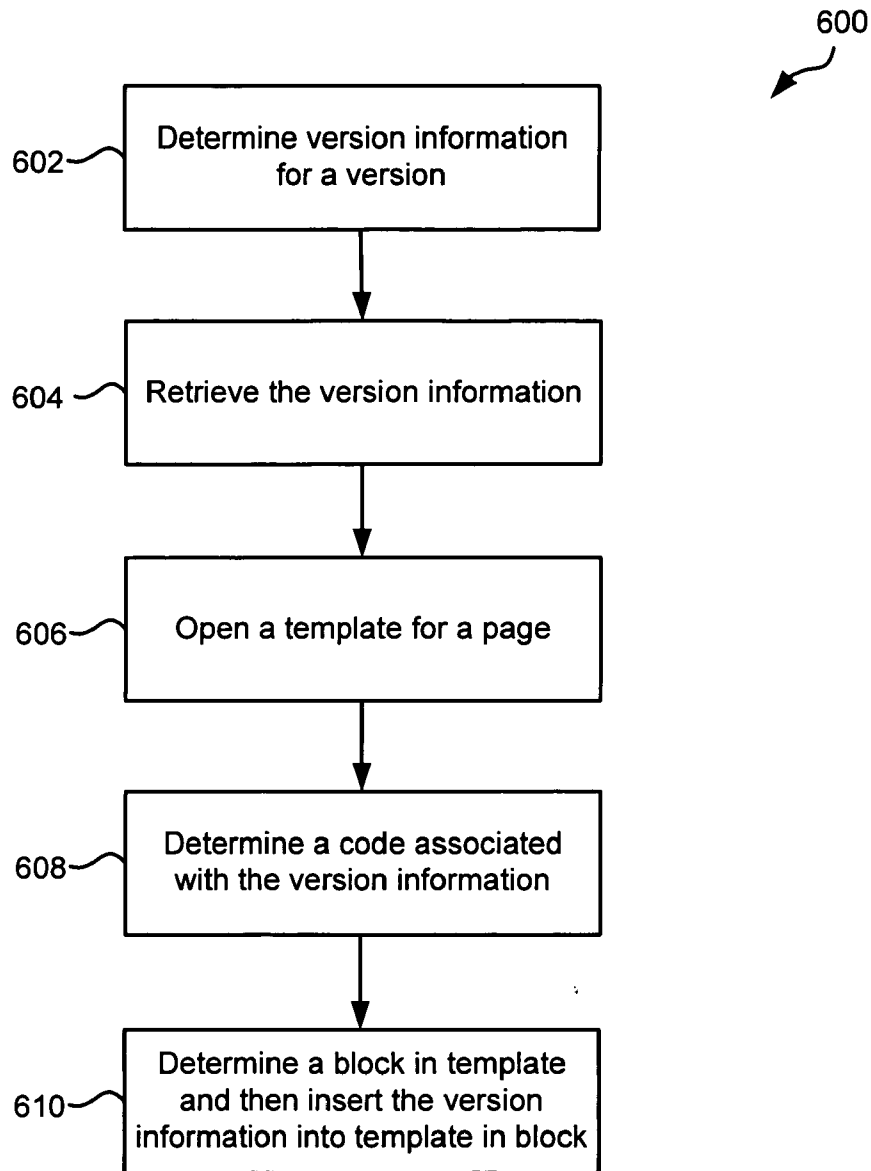 600
602
Determine version information
for a version
604
Retrieve the version information
606
Open a template for a page
608
Determine a code associated
with the version information
610
Determine a block in template
and then insert the version
information into template in block